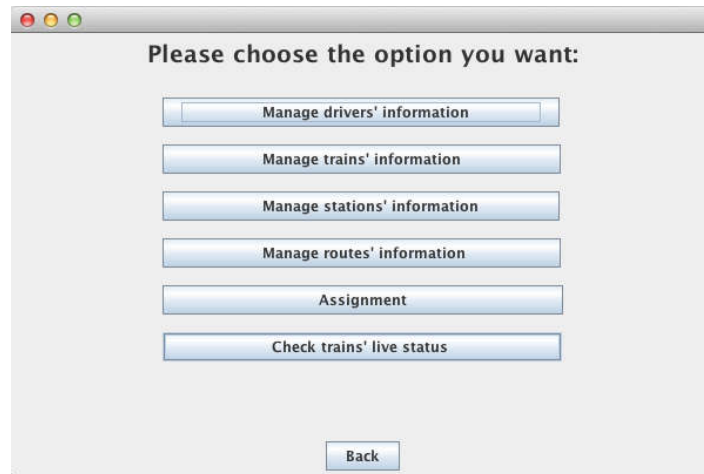 Please choose the option you want:
Manage drivers' information
Manage trains' information
Manage stations' information
Manage routes' information
Assignment
Check trains' live status
Back